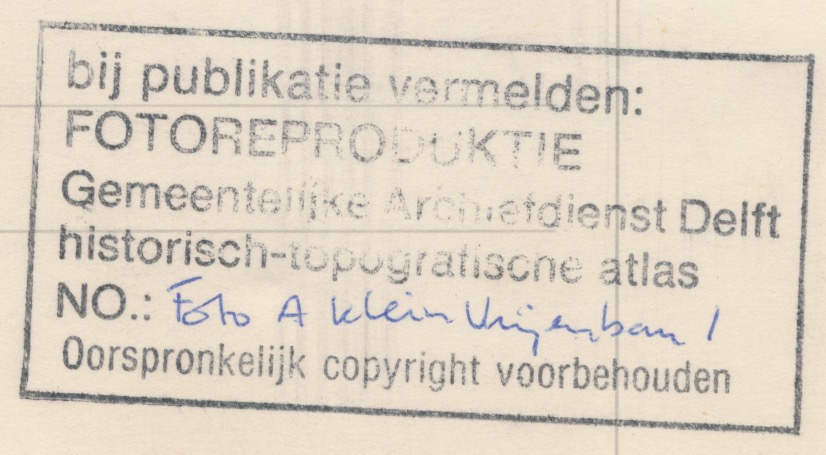 bij publikatie vermelden:
FOTOREPRODUKTIE
Gemeentelijke Archiefdienst Delft
historisch-topografische atlas
NO.: Foto A klein Vrijenban 1
Oorspronkelijk copyright voorbehouden